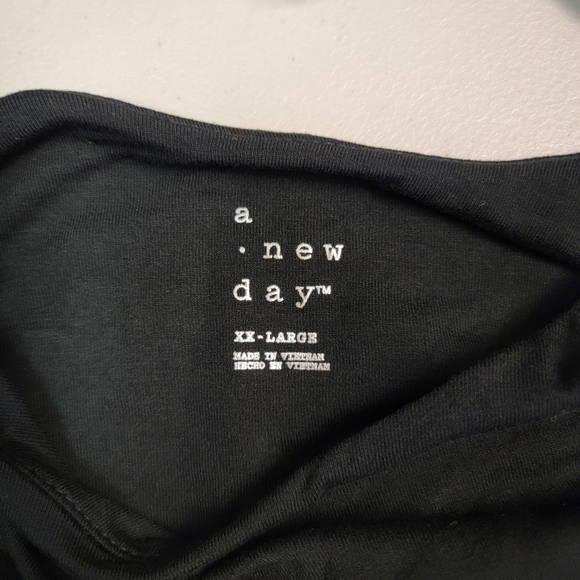 a
· new
day™
XX-LARGE
MADE IN VIETNAM
HECHO EN VIETNAM